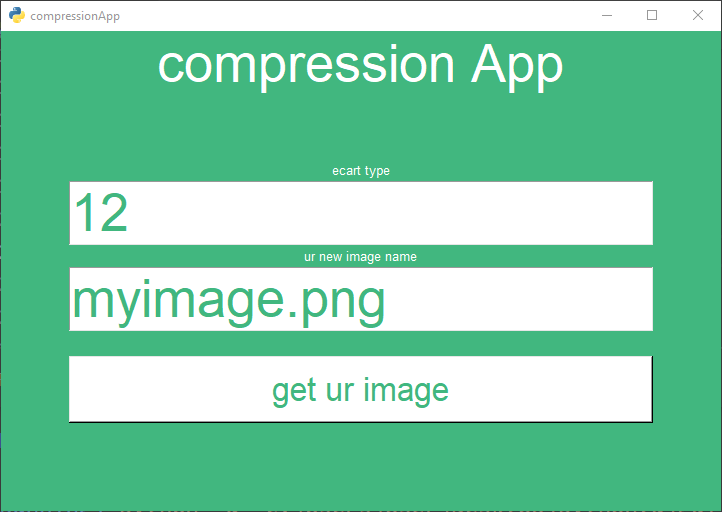 compressionApp
compression App
ecart type
12
ur new image name
myimage.png
get ur image